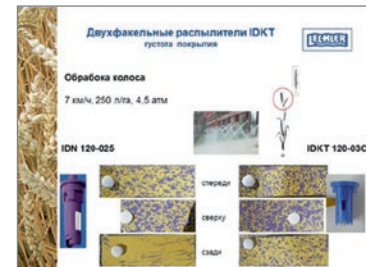 Двухфакельные распылители IDKT
густота покрытия
LECHLER
Обрабока колоса
7 км/ч, 250 л/га, 4,5 атм
IDN 120-025
IDKT 120-03C
спереди
сверху
сзади